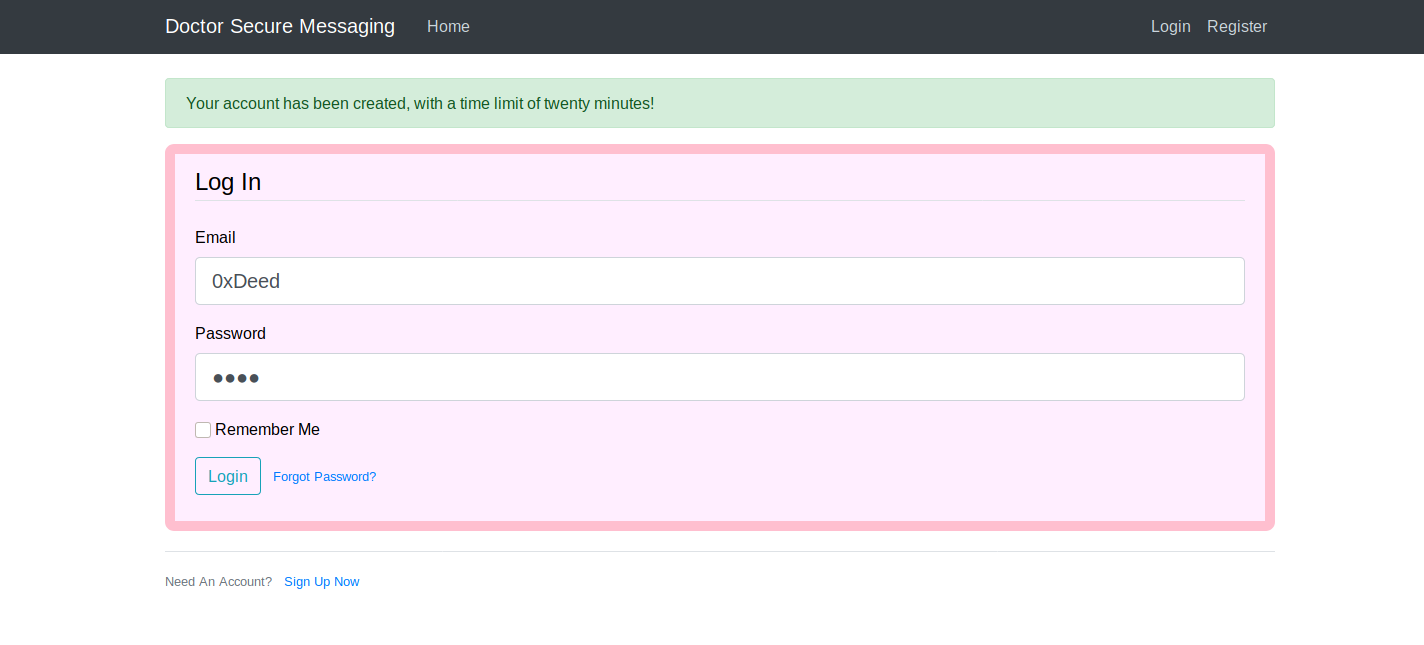 Doctor Secure Messaging Home Login Register
Your account has been created, with a time limit of twenty minutes!
Log In
Email
0xDeed
Password
●●●●
Remember Me
Login Forgot Password?
Need An Account? Sign Up Now